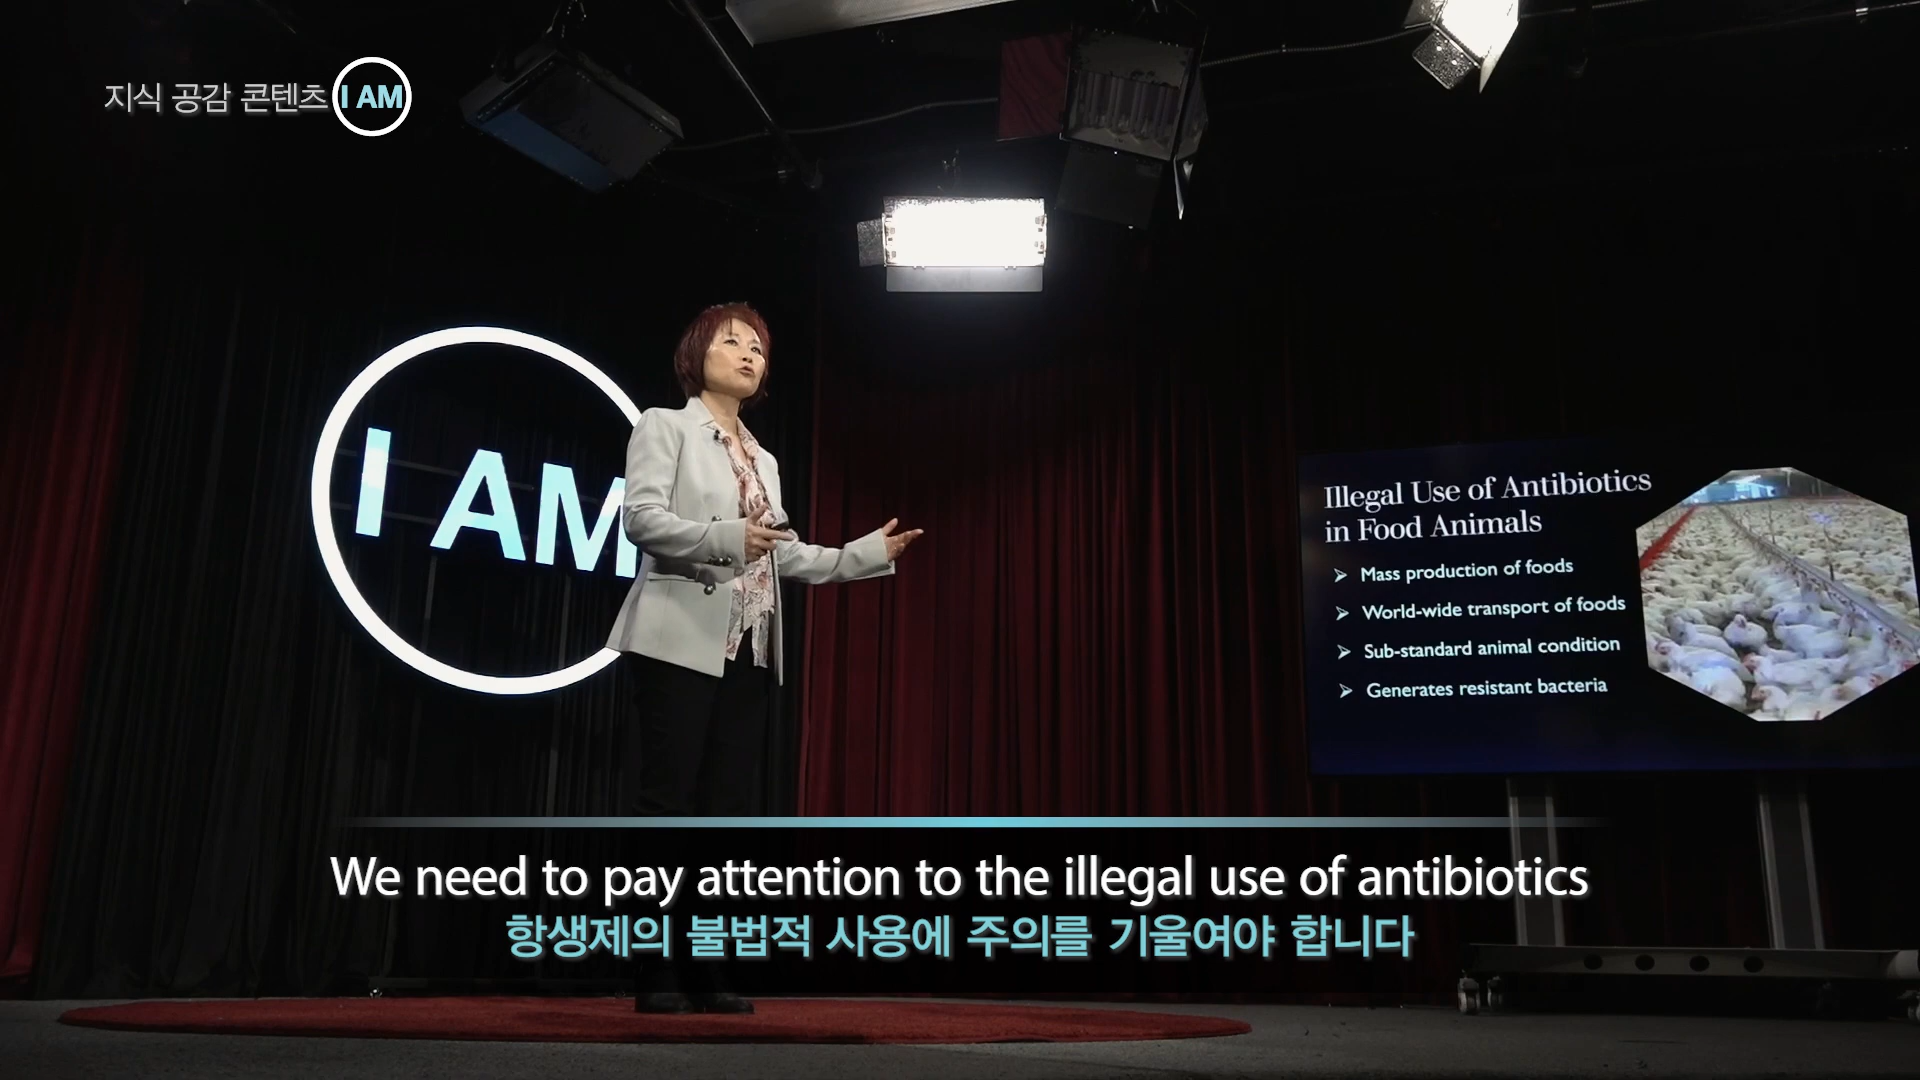 지식 공감 콘텐츠 I AM
I AM
Illegal Use of Antibiotics
in Food Animals
➢ Mass production of foods
➢ World-wide transport of foods
➢ Sub-standard animal condition
➢ Generates resistant bacteria
We need to pay attention to the illegal use of antibiotics
항생제의 불법적 사용에 주의를 기울여야 합니다